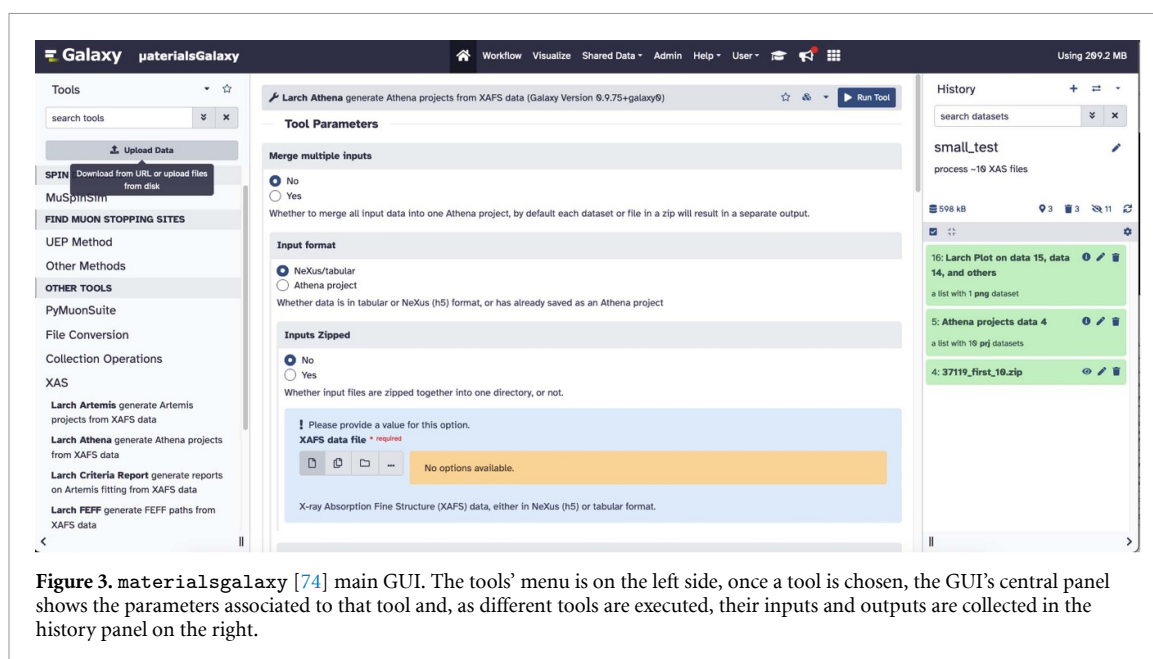 Galaxy μaterialsGalaxy
Workflow Visualize Shared Data Admin Help User
Using 209.2 MB
Tools
search tools
Upload Data
Download from URL or upload files
from disk
SPIN
MuSpinSim
FIND MUON STOPPING SITES
UEP Method
Other Methods
OTHER TOOLS
PyMuonSuite
File Conversion
Collection Operations
XAS
Larch Artemis generate Artemis
projects from XAFS data
Larch Athena generate Athena projects
from XAFS data
Larch Criteria Report generate reports
on Artemis fitting from XAFS data
Larch FEFF generate FEFF paths from
XAFS data
Larch Athena generate Athena projects from XAFS data (Galaxy Version 0.9.75+galaxy0)
Run Tool
Tool Parameters
Merge multiple inputs
No
Yes
Whether to merge all input data into one Athena project, by default each dataset or file in a zip will result in a separate output.
Input format
NeXus/tabular
Athena project
Whether data is in tabular or NeXus (h5) format, or has already saved as an Athena project
Inputs Zipped
No
Yes
Whether input files are zipped together into one directory, or not.
! Please provide a value for this option.
XAFS data file * required
...
No options available.
X-ray Absorption Fine Structure (XAFS) data, either in NeXus (h5) or tabular format.
History
search datasets
small_test
process ~10 XAS files
598 kB
3 3 11
16: Larch Plot on data 15, data
14, and others
a list with 1 png dataset
5: Athena projects data 4
a list with 10 prj datasets
4: 37119_first_10.zip
Figure 3. materialsgalaxy [74] main GUI. The tools’ menu is on the left side, once a tool is chosen, the GUI’s central panel
shows the parameters associated to that tool and, as different tools are executed, their inputs and outputs are collected in the
history panel on the right.